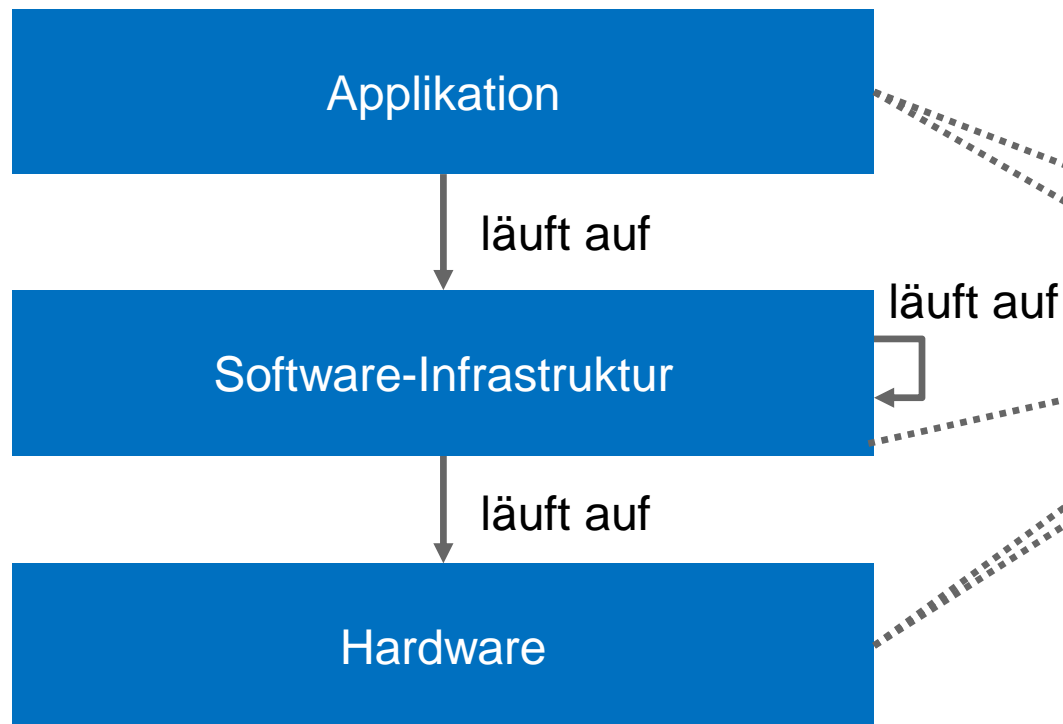 Applikation
läuft auf
läuft auf
Software-Infrastruktur
läuft auf
Hardware